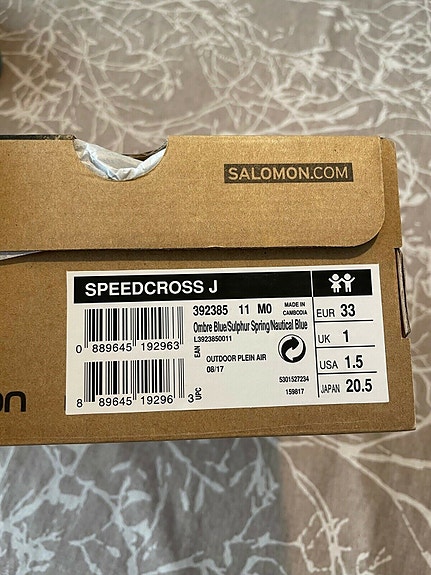 SALOMON.COM
SPEEDCROSS J
392385 11 M0
MADE IN
CAMBODIA
Ombre Blue/Sulphur Spring/Nautical Blue
L3923850011
0 889645 192963
EAN
OUTDOOR PLEIN AIR
08/17
8 89645 19296 3
UPC
5301527234
159817
EUR 33
UK 1
USA 1.5
JAPAN 20.5
on